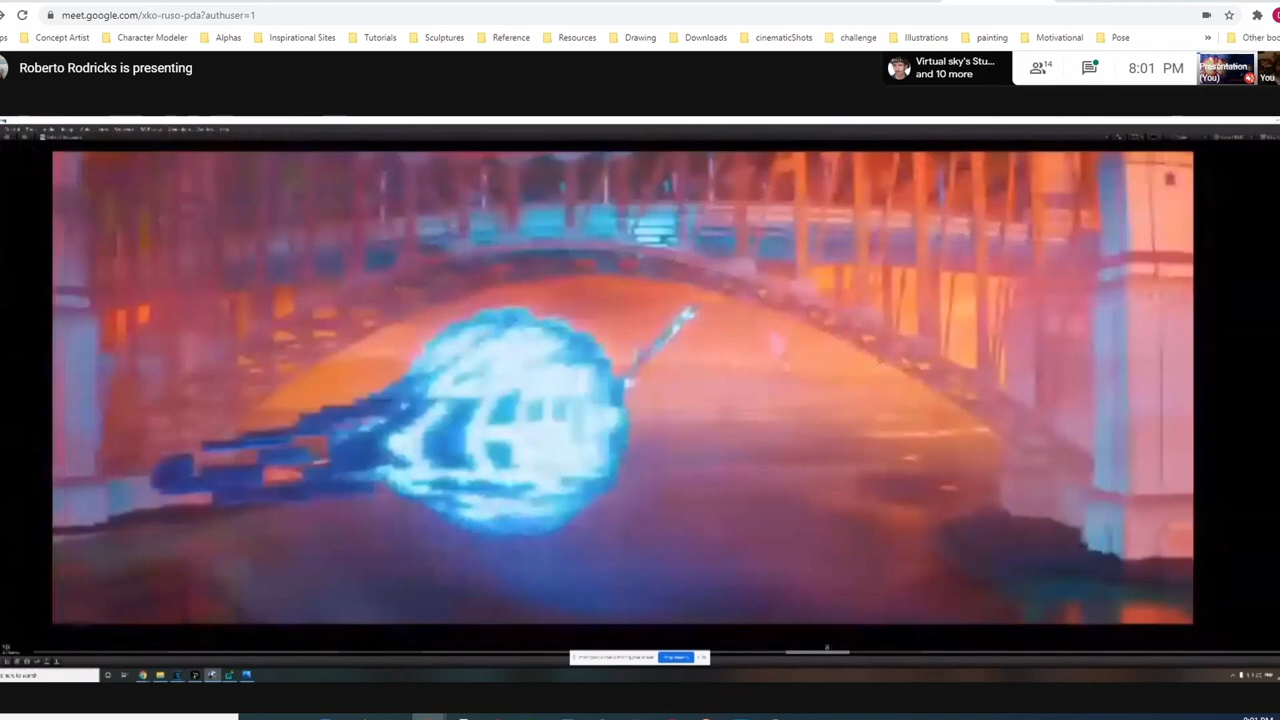 meet.google.com/xko-ruso-pda?authuser=1
ps Concept Artist Character Modeler Alphas Inspirational Sites Tutorials Sculptures Reference Resources Drawing Downloads cinematicShots challenge Illustrations painting Motivational Pose » Other boo
Roberto Rodricks is presenting
Virtual sky's Stu...
and 10 more
14
8:01 PM
Presentation
(You)
You